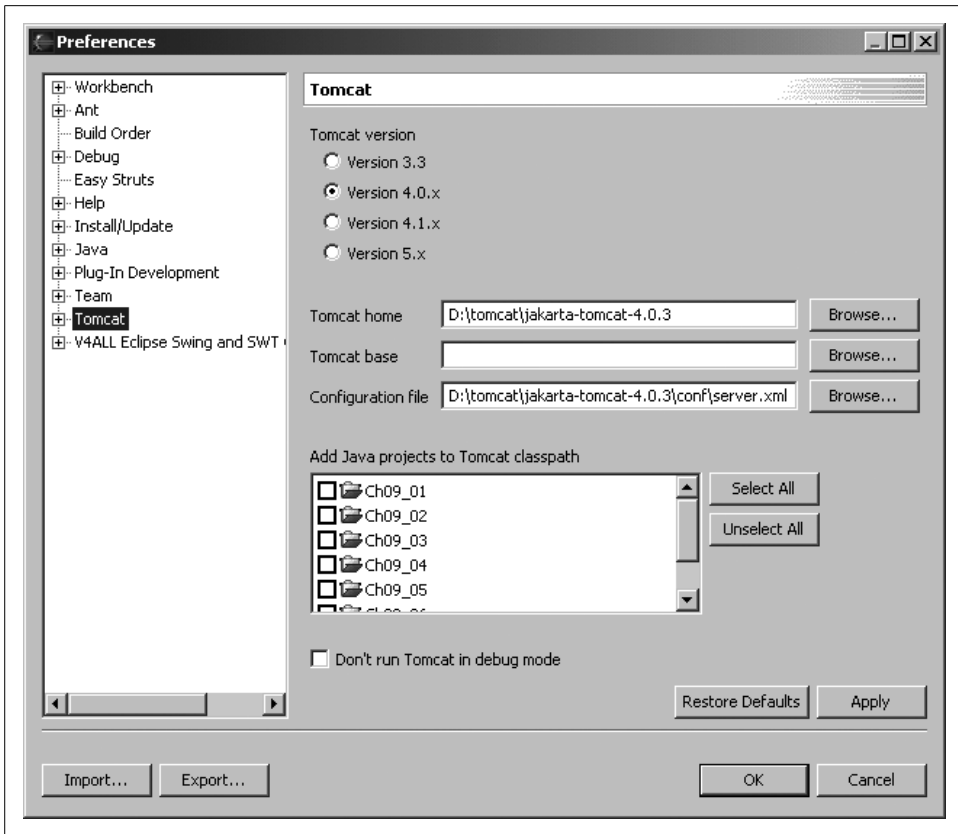 Preferences
Workbench
Ant
Build Order
Debug
Easy Struts
Help
Install/Update
Java
Plug-In Development
Team
Tomcat
V4ALL Eclipse Swing and SWT
Tomcat
Tomcat version
Version 3.3
Version 4.0.x
Version 4.1.x
Version 5.x
Tomcat home D:\tomcat\jakarta-tomcat-4.0.3 Browse...
Tomcat base Browse...
Configuration file D:\tomcat\jakarta-tomcat-4.0.3\conf\server.xml Browse...
Add Java projects to Tomcat classpath
Ch09_01
Ch09_02
Ch09_03
Ch09_04
Ch09_05
Select All
Unselect All
Don't run Tomcat in debug mode
Restore Defaults Apply
Import... Export... OK Cancel